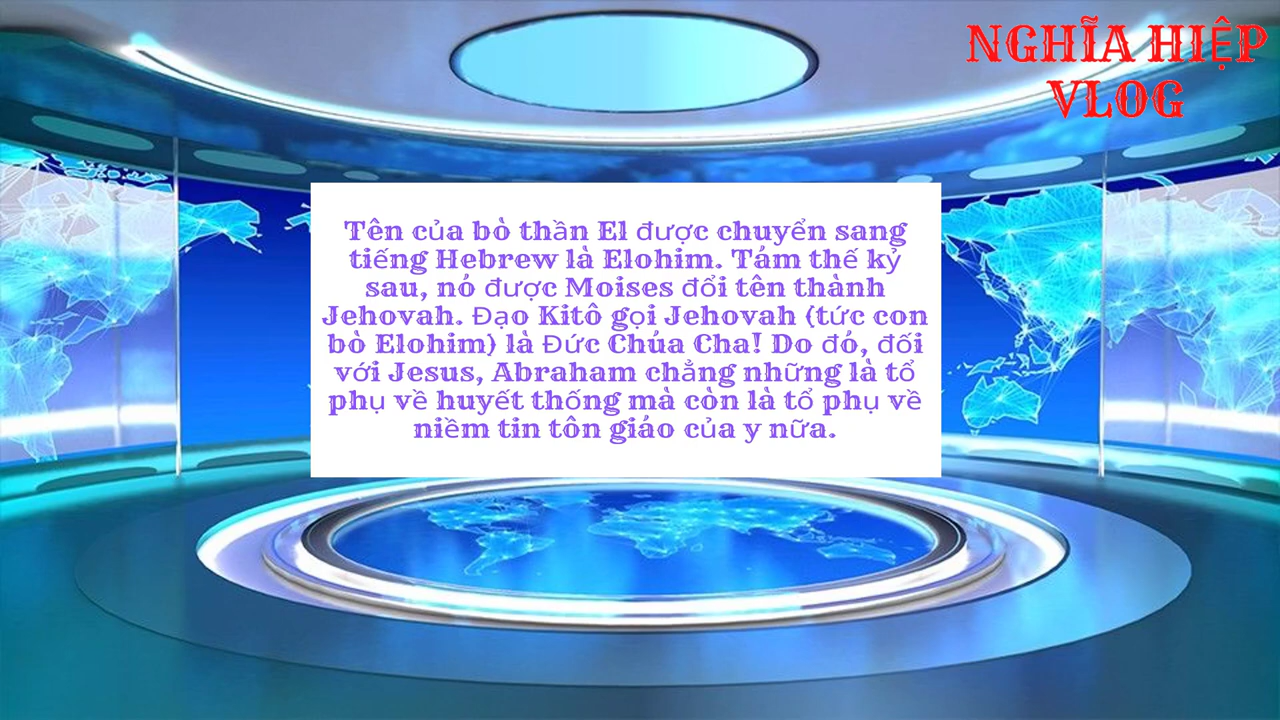 NGHĨA HIỆP
VLOG
Tên của bò thần El được chuyển sang
tiếng Hebrew là Elohim. Tám thế kỷ
sau, nó được Moises đổi tên thành
Jehovah. Đạo Kitô gọi Jehovah (tức con
bò Elohim) là Đức Chúa Cha! Do đó, đối
với Jesus, Abraham chẳng những là tổ
phụ về huyết thống mà còn là tổ phụ về
niềm tin tôn giáo của y nữa.